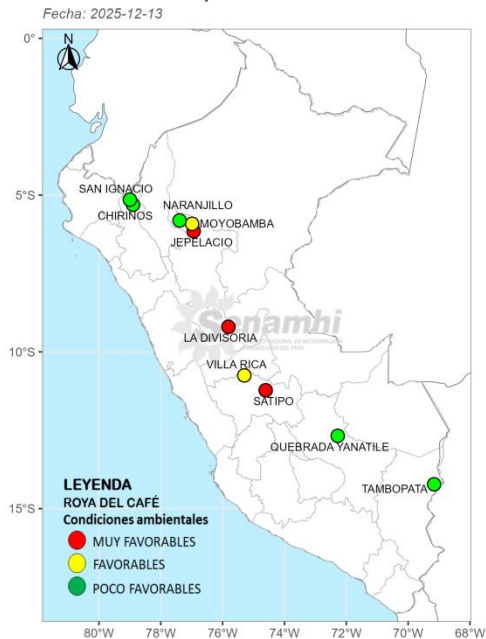 Fecha: 2025-12-13
N
0°
SAN IGNACIO
NARANJILLO
5°S
CHIRINOS
MOYOBAMBA
JEPELACIO
Senamhi
LA DIVISORIA
10°S
VILLA RICA
SATIPO
QUEBRADA YANATILE
TAMBOPATA
LEYENDA
ROYA DEL CAFÉ
15°S
Condiciones ambientales
MUY FAVORABLES
FAVORABLES
POCO FAVORABLES
80°W 78°W 76°W 74°W 72°W 70°W 68°W